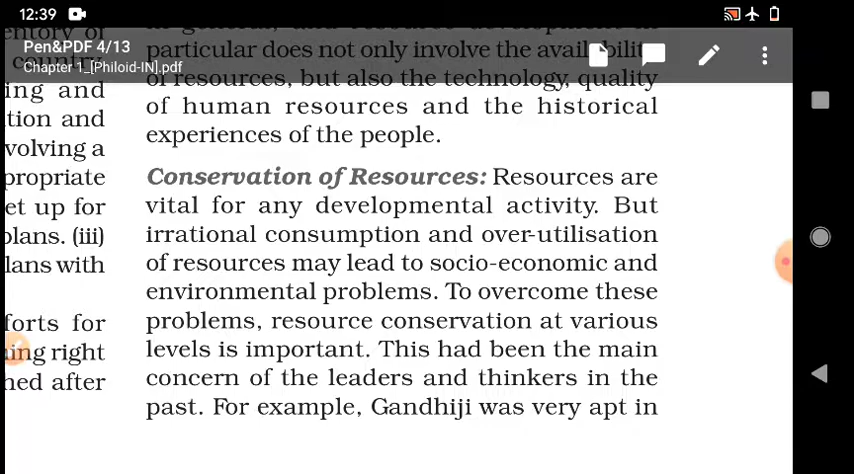 12:39
entory of
Pen&PDF 4/13
country
Chapter 1_[Philoid-IN].pdf
ing and
tion and
volving a
propriate
et up for
plans. (iii)
lans with
forts for
uing right
ned after
particular does not only involve the availabilit
of resources, but also the technology, quality
of human resources and the historical
experiences of the people.
Conservation of Resources: Resources are
vital for any developmental activity. But
irrational consumption and over-utilisation
of resources may lead to socio-economic and
environmental problems. To overcome these
problems, resource conservation at various
levels is important. This had been the main
concern of the leaders and thinkers in the
past. For example, Gandhiji was very apt in